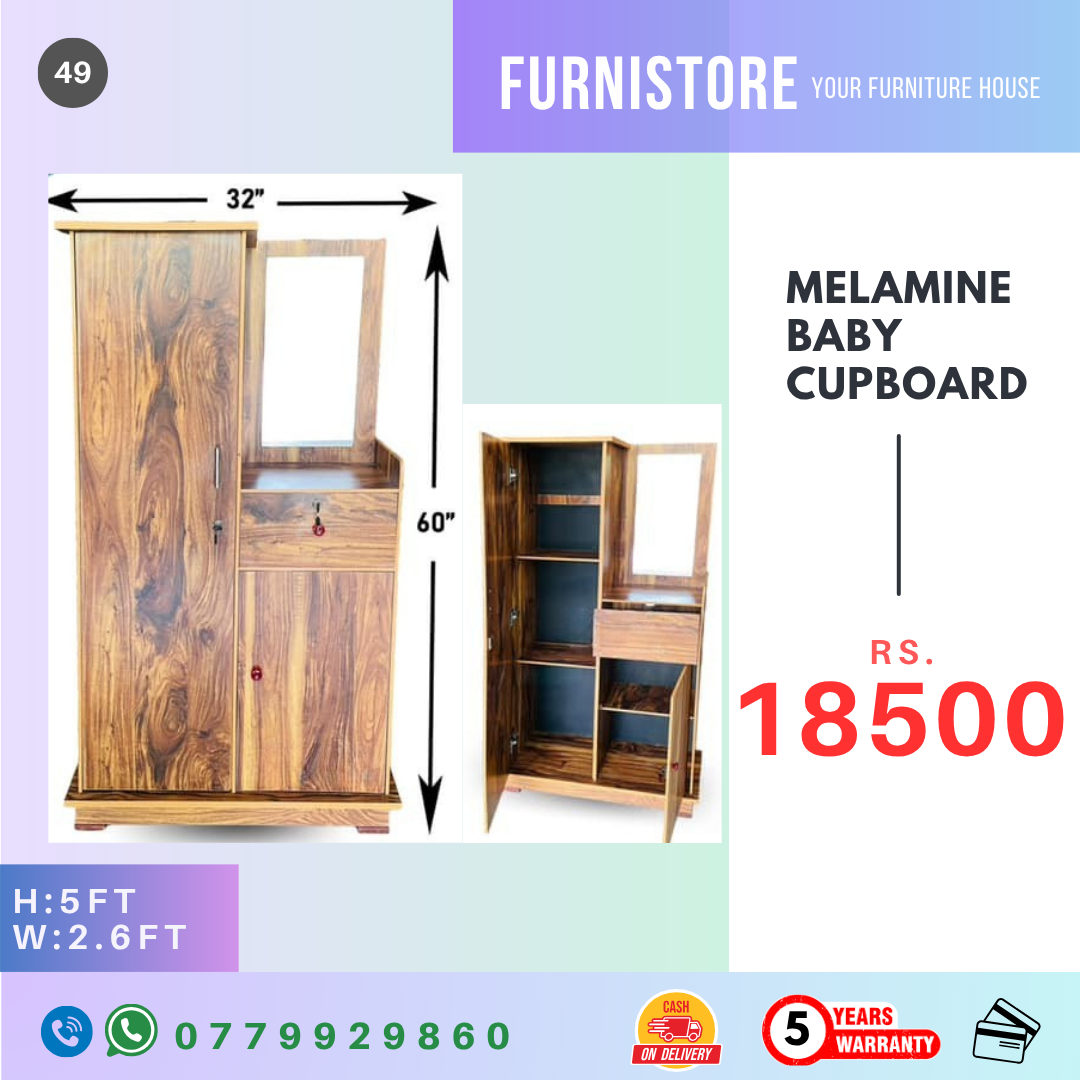 49
FURNISTORE YOUR FURNITURE HOUSE
32”
60”
MELAMINE
BABY
CUPBOARD
RS.
18500
H:5FT
W:2.6FT
0779929860
CASH
ON DELIVERY
5 YEARS
WARRANTY